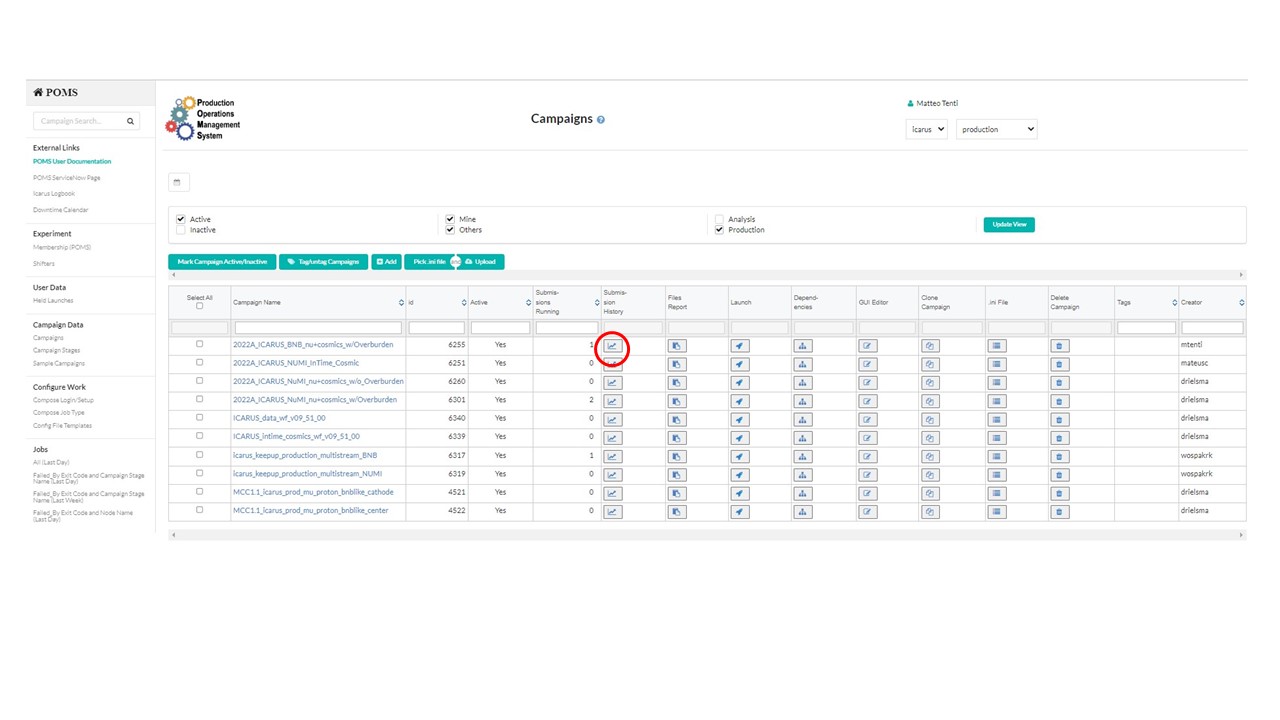 POMS
Campaign Search...
External Links
POMS User Documentation
POMS ServiceNow Page
Icarus Logbook
Downtime Calendar
Experiment
Membership (POMS)
Shifters
User Data
Held Launches
Campaign Data
Campaigns
Campaign Stages
Sample Campaigns
Configure Work
Compose Login/Setup
Compose Job Type
Config File Templates
Jobs
All (Last Day)
Failed_By Exit Code and Campaign Stage
Name (Last Day)
Failed_By Exit Code and Campaign Stage
Name (Last Week)
Failed_By Exit Code and Node Name
(Last Day)
Production
Operations
Management
System
Campaigns
Matteo Tenti
icarus production
Active Mine Analysis
Inactive Others Production
Update View
Mark Campaign Active/Inactive Tag/untag Campaigns Add Pick .ini file and Upload
Select All Campaign Name id Active Submis-
sions
Running Submis-
sion
History Files
Report Launch Depend-
encies GUI Editor Clone
Campaign .ini File Delete
Campaign Tags Creator
2022A_ICARUS_BNB_nu+cosmics_w/Overburden 6255 Yes 1 mtenti
2022A_ICARUS_NUMI_InTime_Cosmic 6251 Yes 0 mateusc
2022A_ICARUS_NuMI_nu+cosmics_w/o_Overburden 6260 Yes 0 drielsma
2022A_ICARUS_NuMI_nu+cosmics_w/Overburden 6301 Yes 2 drielsma
ICARUS_data_wf_v09_51_00 6340 Yes 0 drielsma
ICARUS_intime_cosmics_wf_v09_51_00 6339 Yes 0 drielsma
icarus_keepup_production_multistream_BNB 6317 Yes 1 wospakrk
icarus_keepup_production_multistream_NUMI 6319 Yes 0 wospakrk
MCC1.1_icarus_prod_mu_proton_bnblike_cathode 4521 Yes 0 drielsma
MCC1.1_icarus_prod_mu_proton_bnblike_center 4522 Yes 0 drielsma